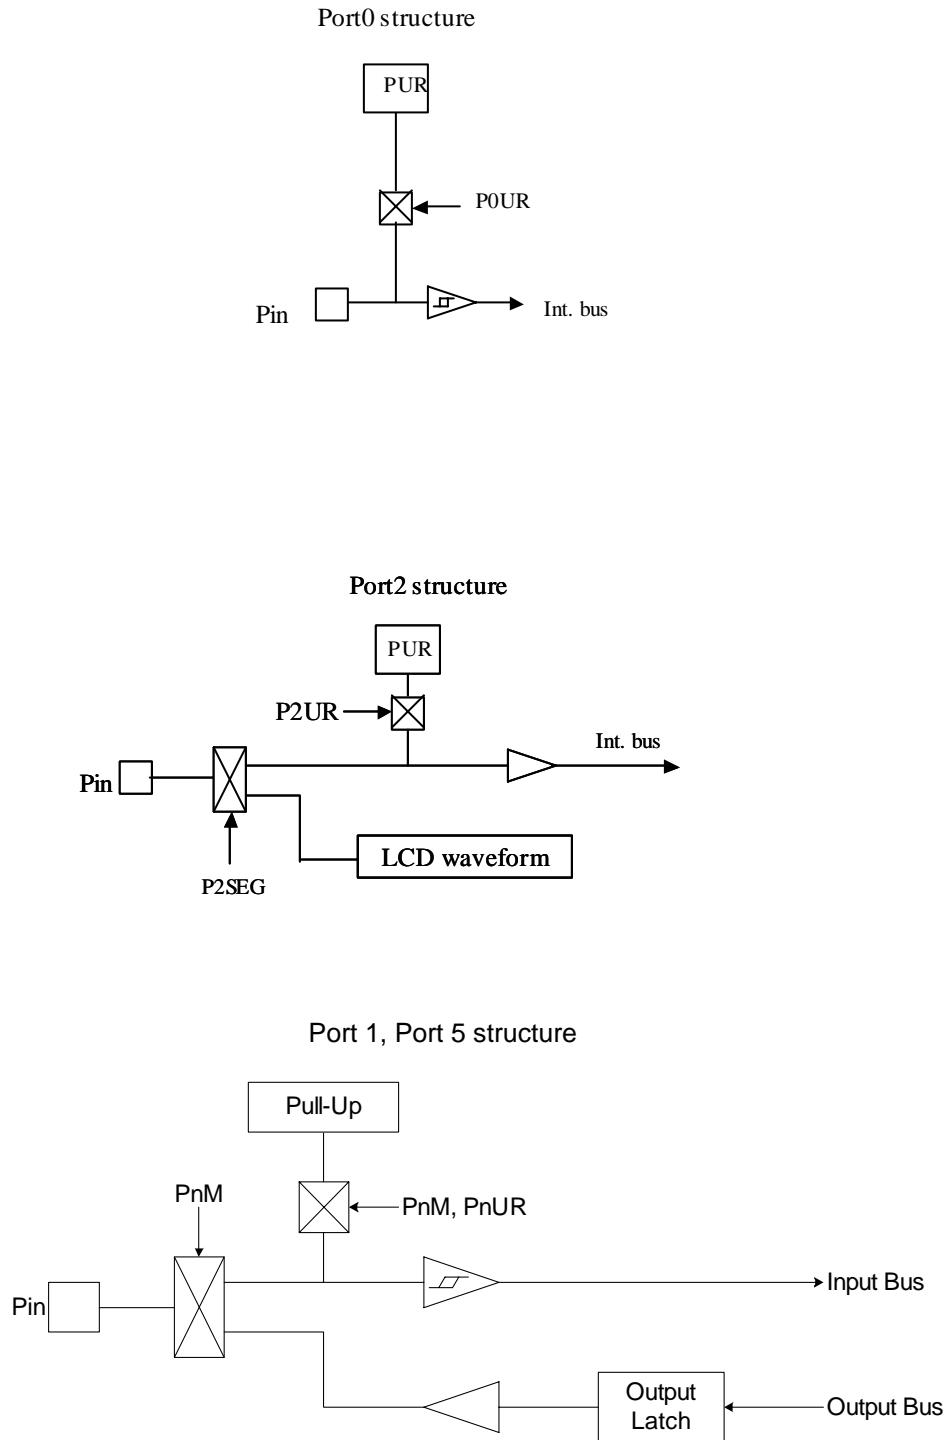 Port0 structure
PUR
P0UR
Pin
Int. bus
Port2 structure
PUR
P2UR
Int. bus
Pin
LCD waveform
P2SEG
Port 1, Port 5 structure
Pull-Up
PnM
PnM, PnUR
Pin
Input Bus
Output
Latch
Output Bus